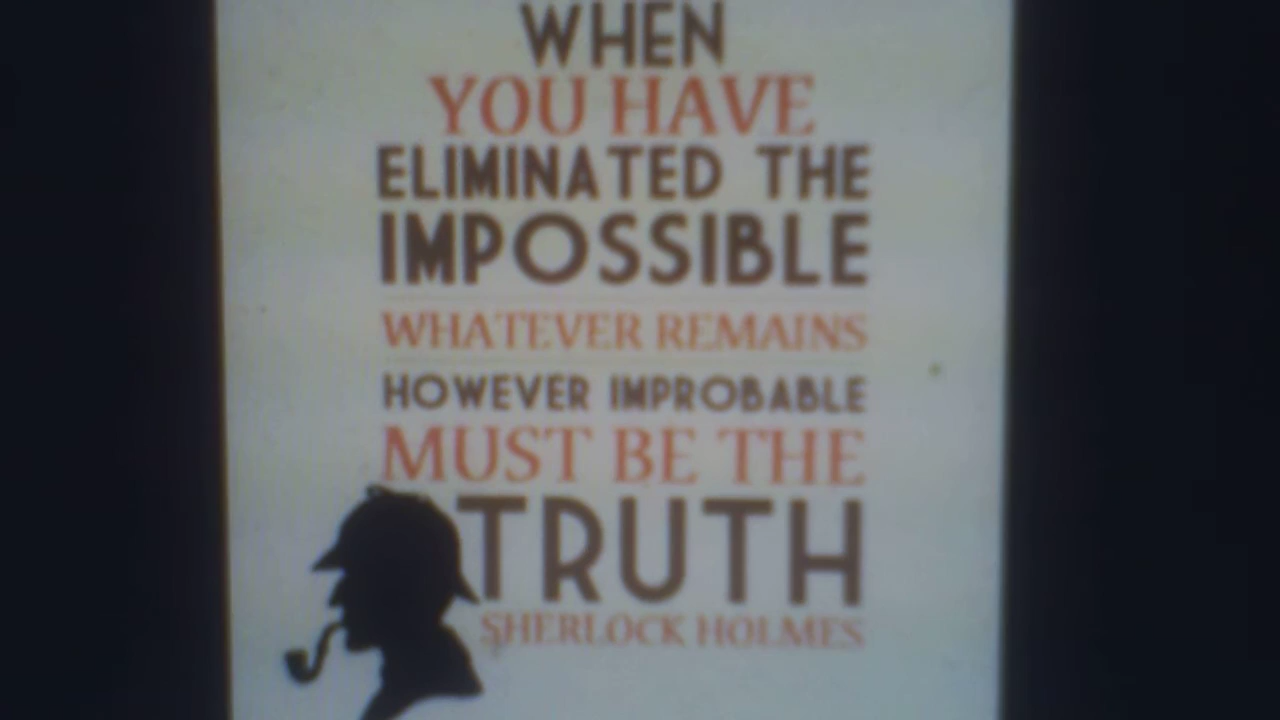 WHEN
YOU HAVE
ELIMINATED THE
IMPOSSIBLE
WHATEVER REMAINS
HOWEVER IMPROBABLE
MUST BE THE
TRUTH
SHERLOCK HOLMES